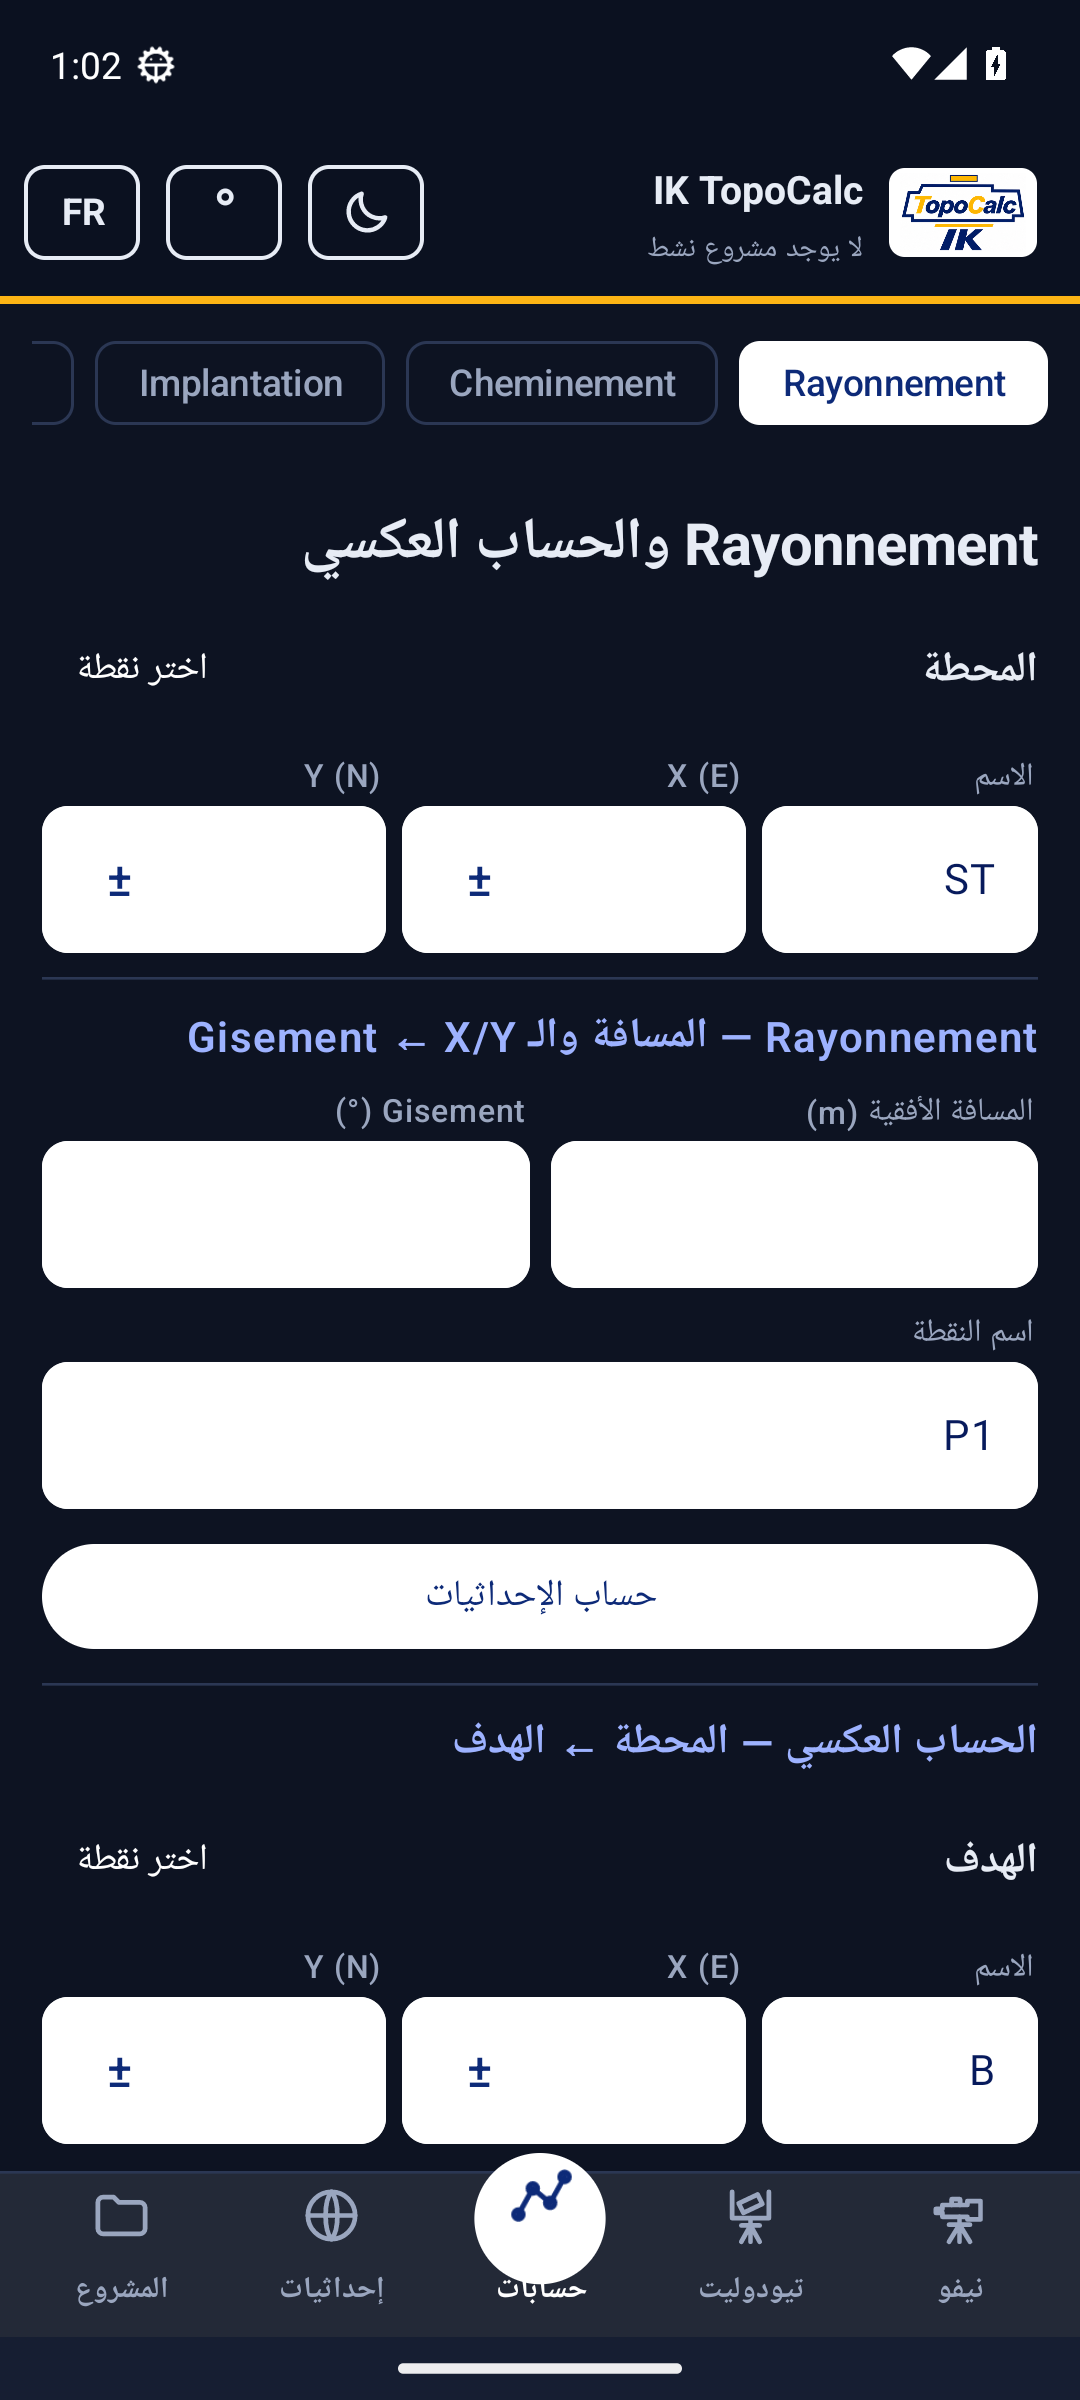 1:02
IK TopoCalc
TopoCalc
IK
لا يوجد مشروع نشط
°
FR
Rayonnement
Cheminement
Implantation
Rayonnement والحساب العكسي
المحطة
اختر نقطة
الاسم
X (E)
Y (N)
ST
±
±
Rayonnement — المسافة والـ Gisement ← X/Y
المسافة الأفقية (m)
Gisement (°)
اسم النقطة
P1
حساب الإحداثيات
الحساب العكسي — المحطة ← الهدف
الهدف
اختر نقطة
الاسم
X (E)
Y (N)
B
±
±
نيفو
تيودوليت
حسابات
إحداثيات
المشروع